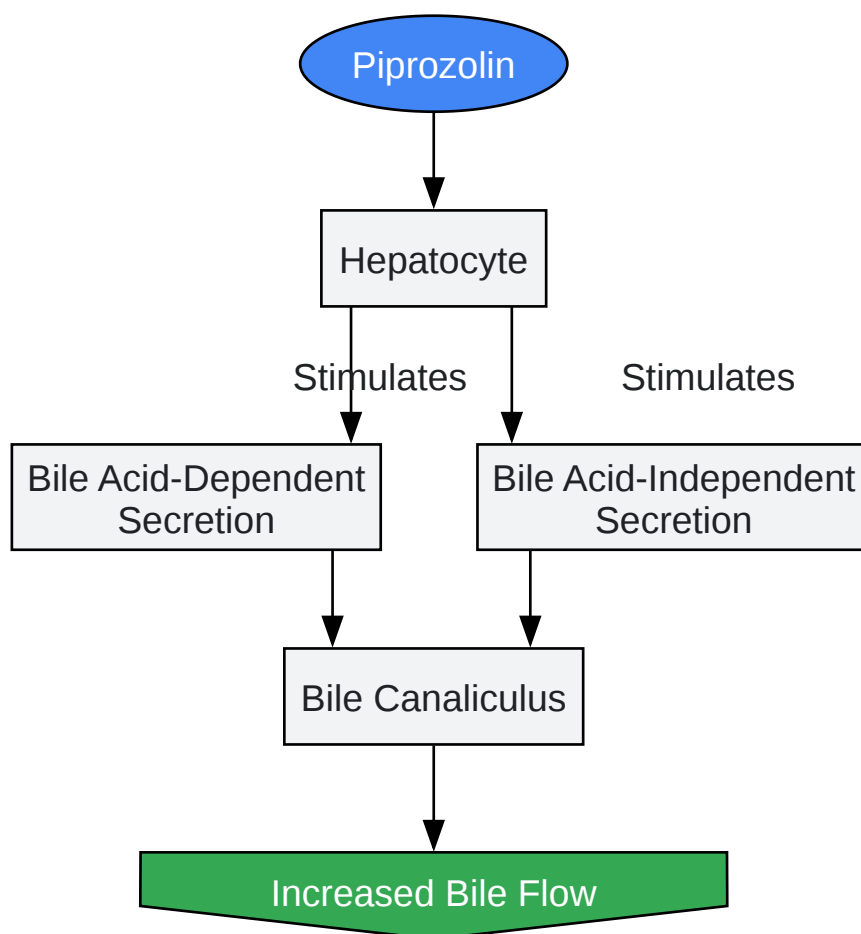 Piprozolin
Hepatocyte
Stimulates
Stimulates
Bile Acid-Dependent
Secretion
Bile Acid-Independent
Secretion
Bile Canaliculus
Increased Bile Flow